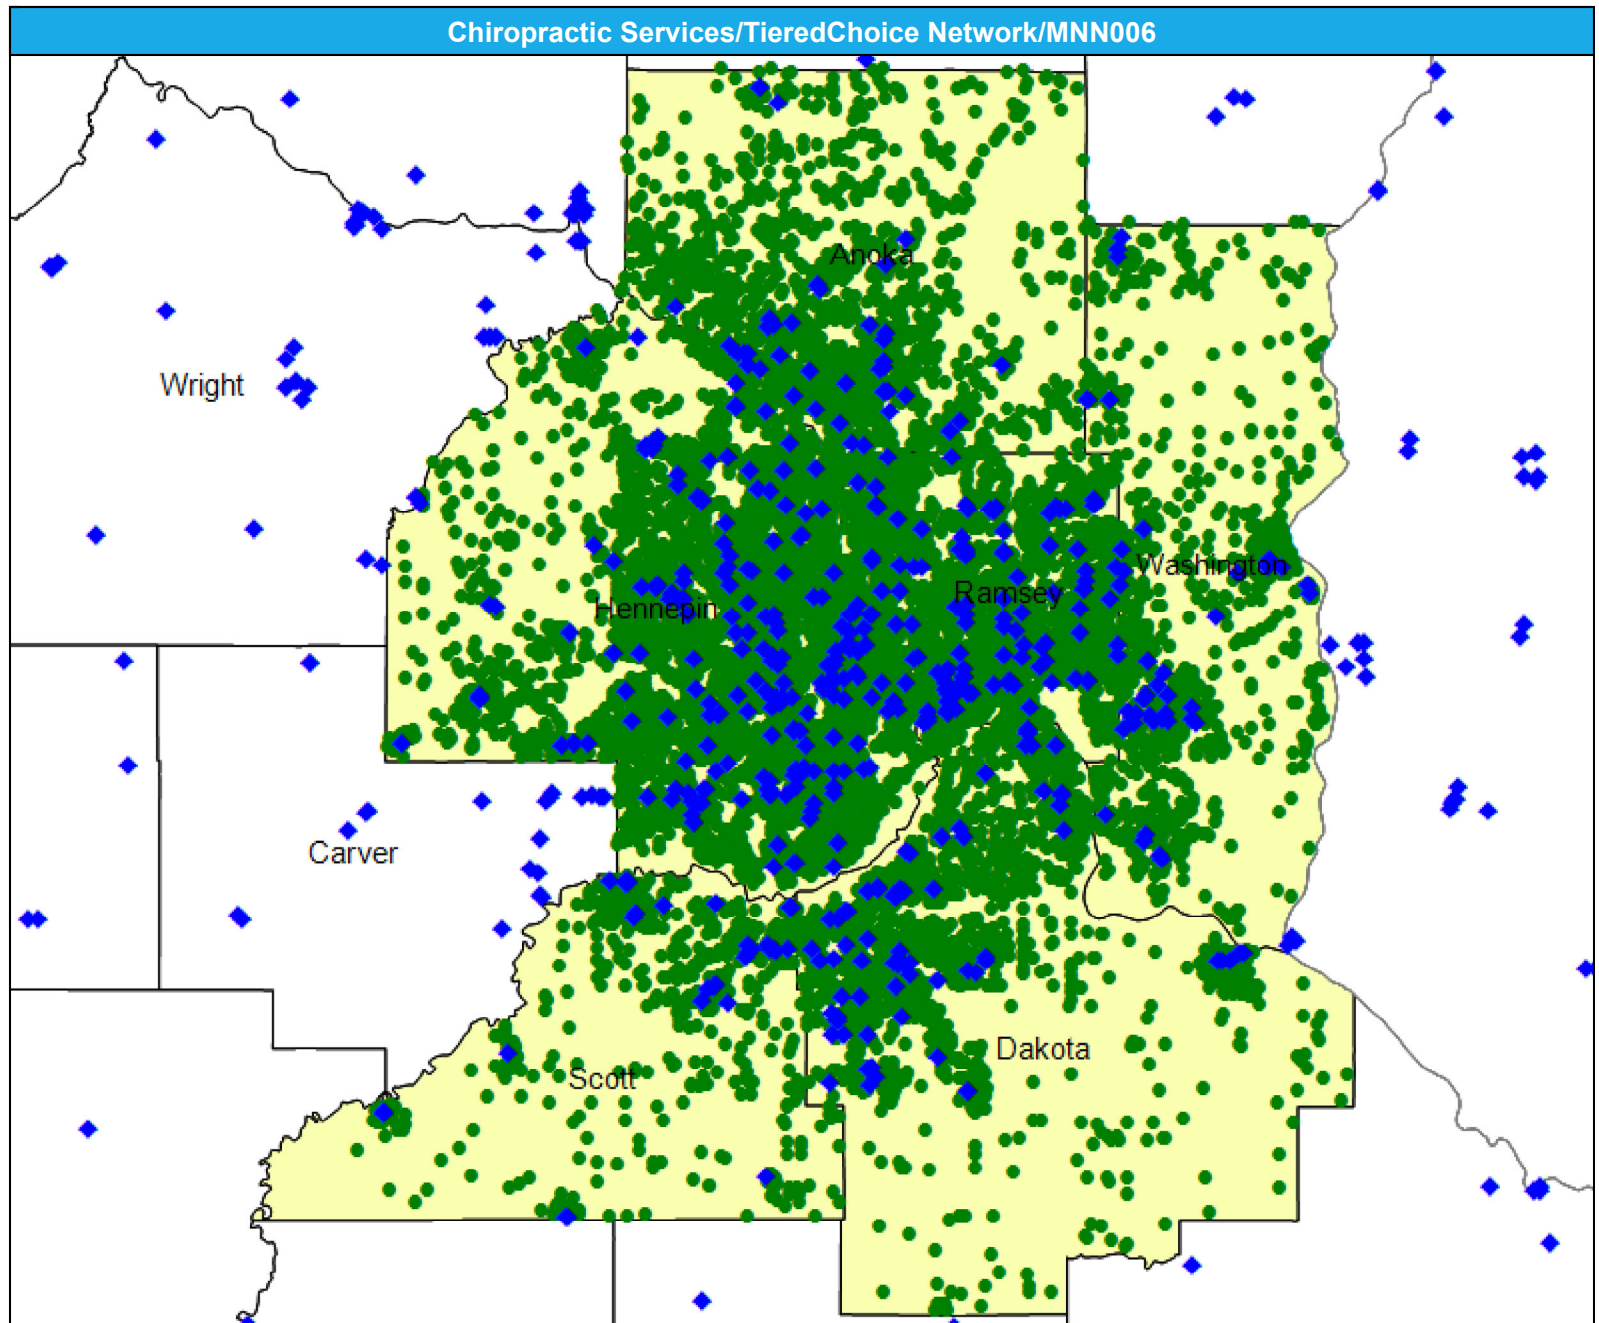 Chiropractic Services/TieredChoice Network/MNN006
Anoka
Wright
Washington
Ramsey
Hennepin
Carver
Dakota
Scott